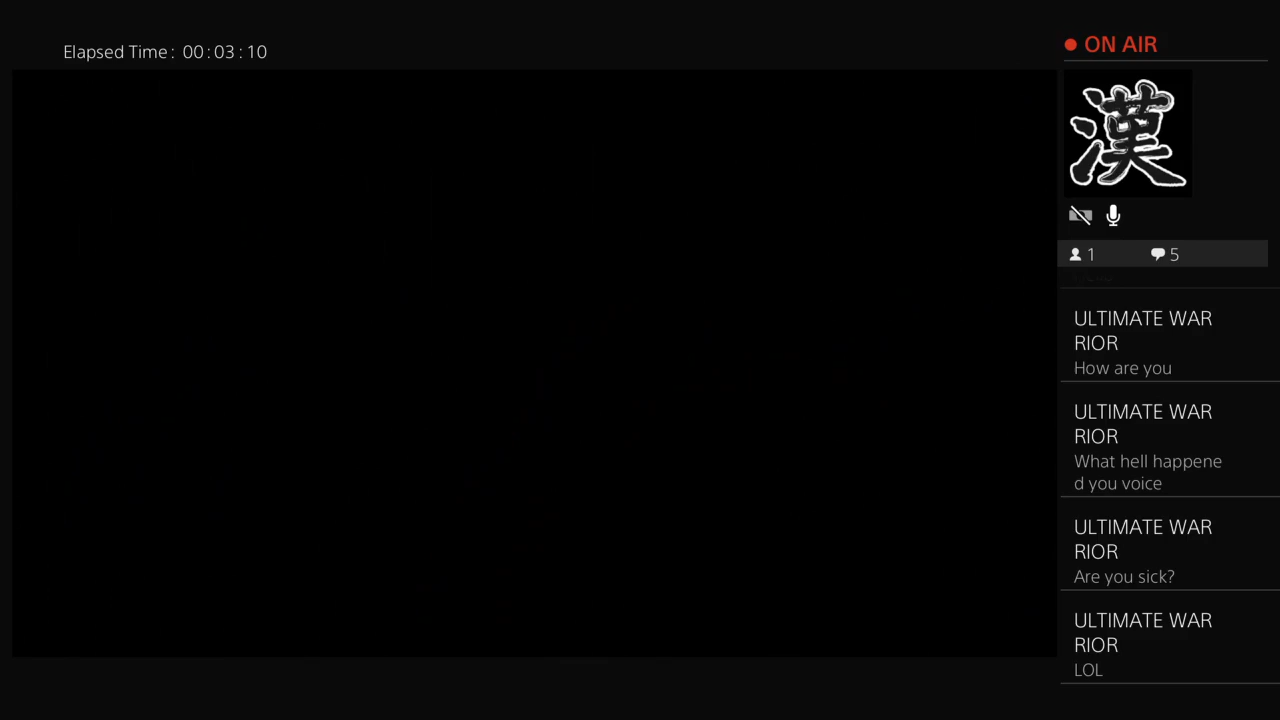 Elapsed Time: 00:03:10
ON AIR
漢
1
5
ULTIMATE WAR
RIOR
How are you
ULTIMATE WAR
RIOR
What hell happene
d you voice
ULTIMATE WAR
RIOR
Are you sick?
ULTIMATE WAR
RIOR
LOL